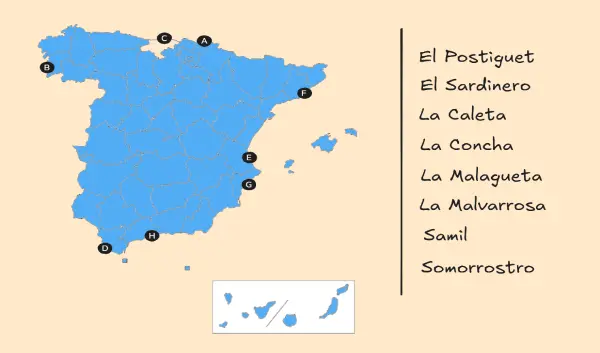 C
A
B
F
E
G
H
D
El Postiguet
El Sardinero
La Caleta
La Concha
La Malagueta
La Malvarrosa
Samil
Somorrostro